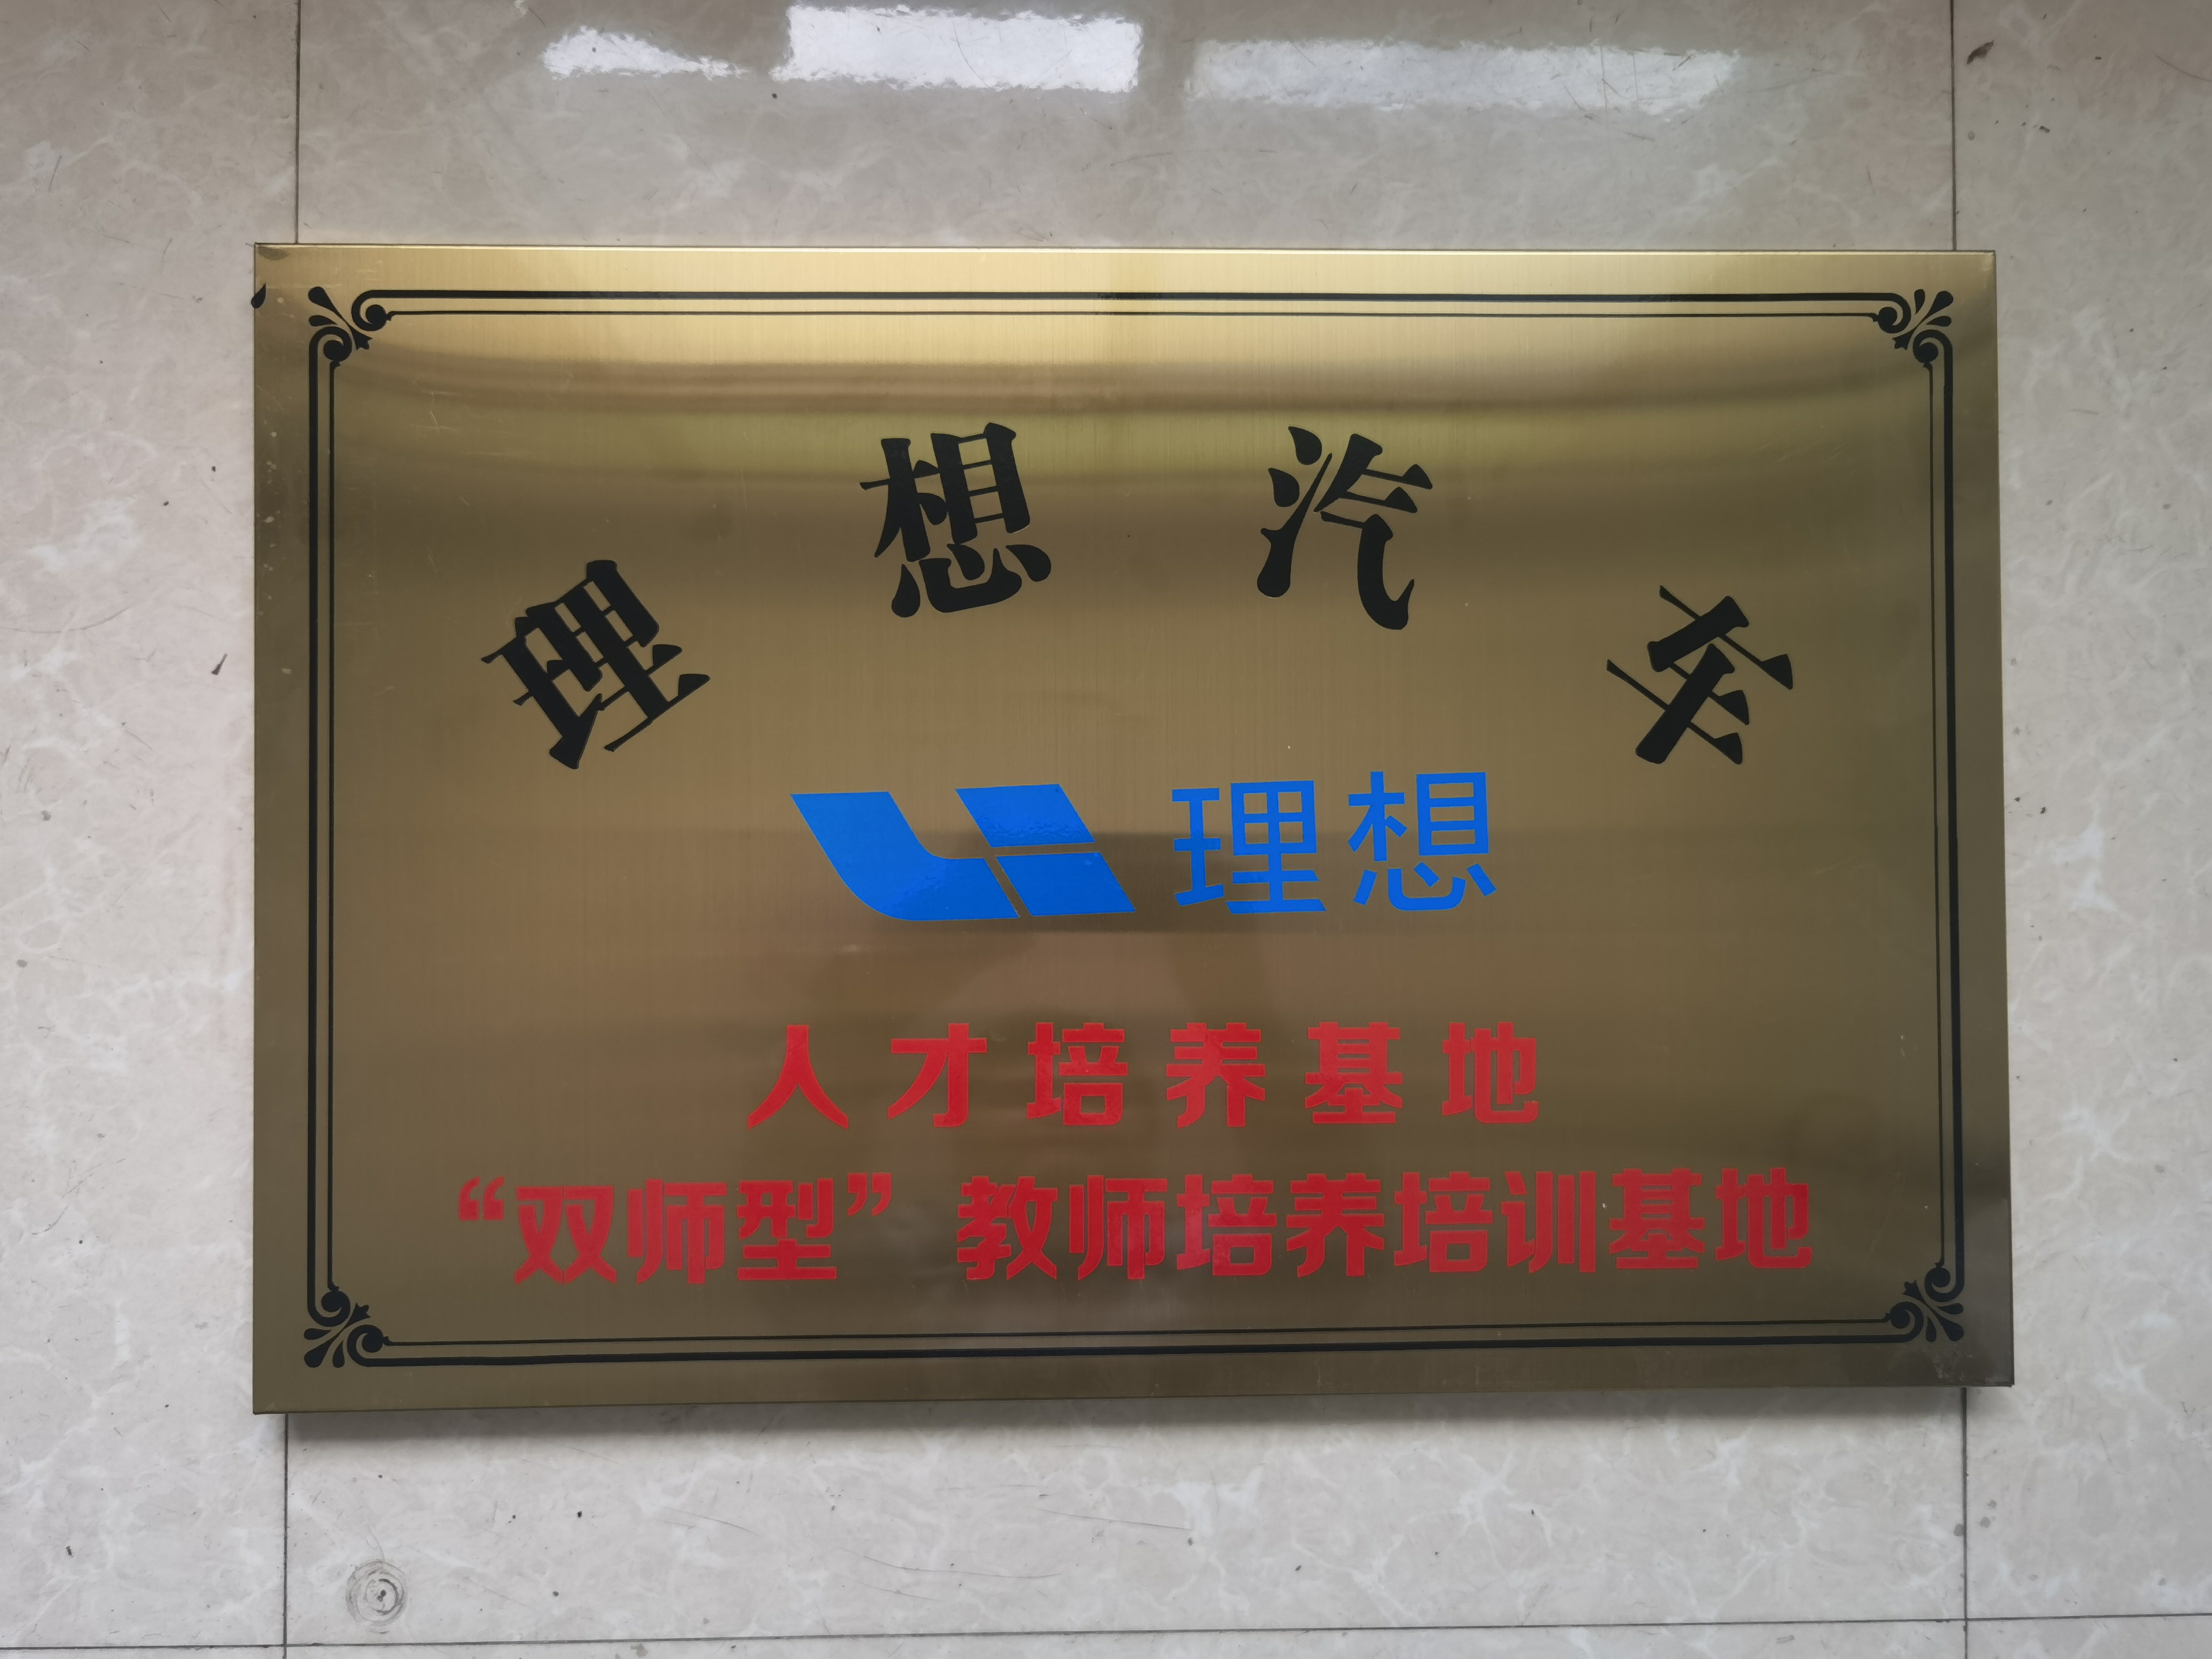 理想汽车
理想
人才培养基地
“双师型”教师培养培训基地